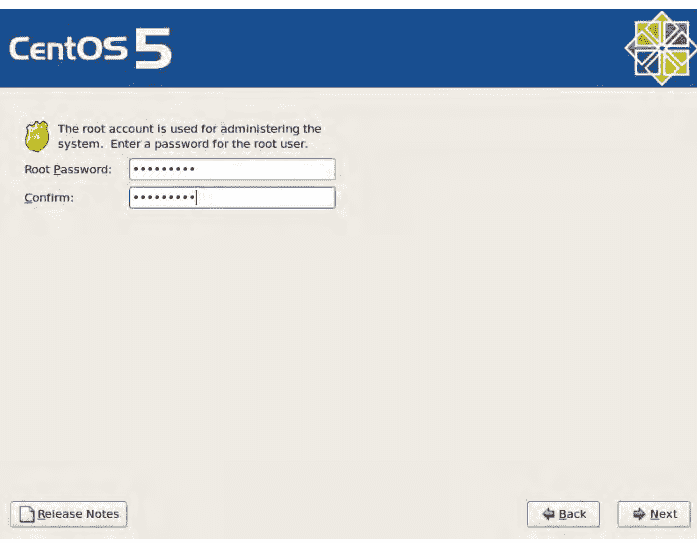 CentOS 5
The root account is used for administering the
system. Enter a password for the root user.
Root Password: •••••••••
Confirm: •••••••••
Release Notes
Back
Next